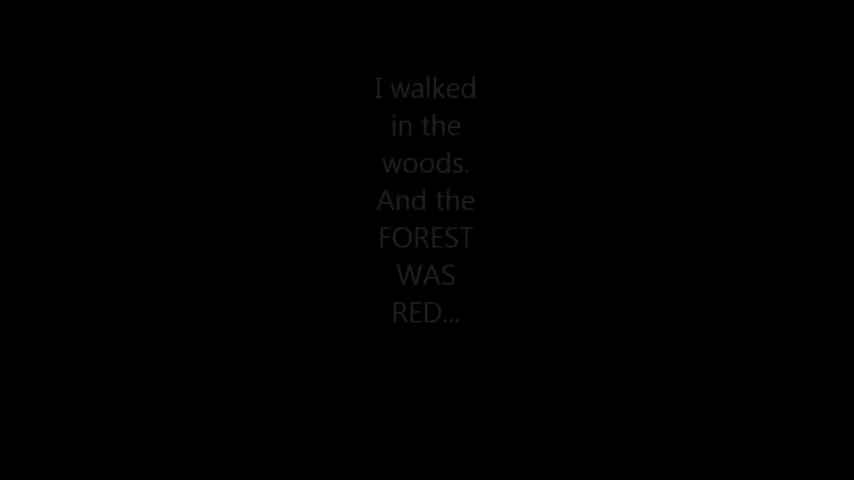 I walked
in the
woods.
And the
FOREST
WAS
RED...